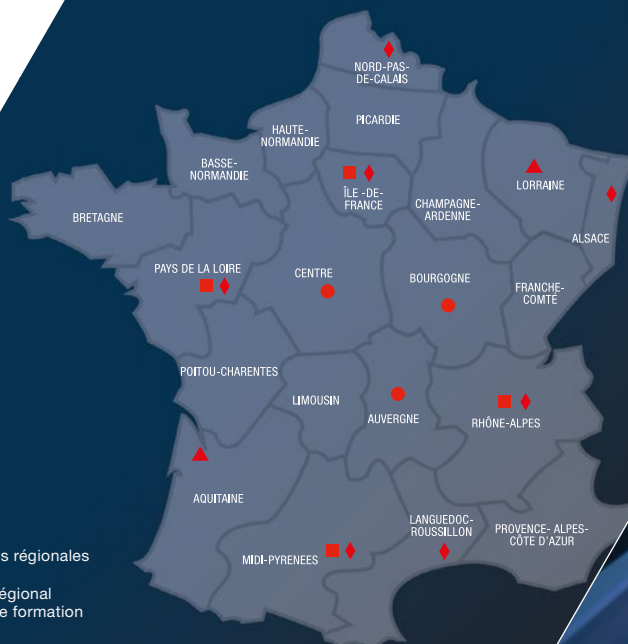 NORD-PAS-
DE-CALAIS
PICARDIE
HAUTE-
NORMANDIE
BASSE-
NORMANDIE
ÎLE -DE-
FRANCE
LORRAINE
CHAMPAGNE-
ARDENNE
BRETAGNE
ALSACE
PAYS DE LA LOIRE
CENTRE
BOURGOGNE
FRANCHE-
COMTÉ
POITOU-CHARENTES
LIMOUSIN
AUVERGNE
RHÔNE-ALPES
AQUITAINE
LANGUEDOC-
ROUSSILLON
PROVENCE- ALPES-
CÔTE D'AZUR
MIDI-PYRENEES
s régionales
égional
e formation